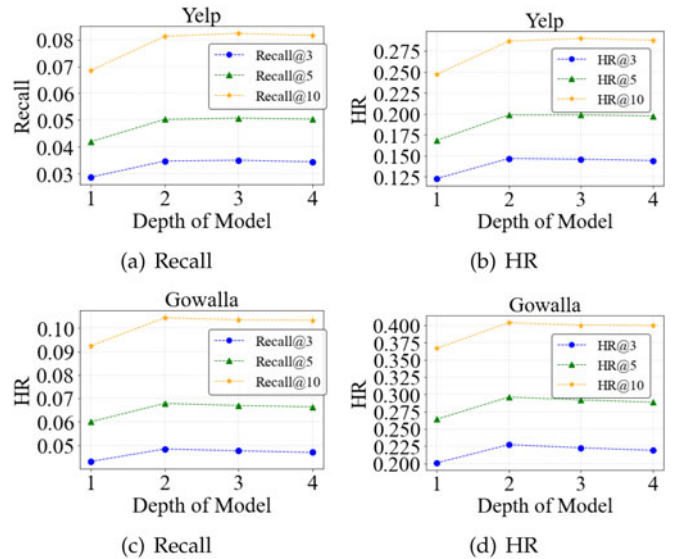 Yelp
Recall
0.08
0.07
0.06
0.05
0.04
0.03
Recall@3
Recall@5
Recall@10
1 2 3 4
Depth of Model
(a) Recall
Yelp
HR
0.275
0.250
0.225
0.200
0.175
0.150
0.125
HR@3
HR@5
HR@10
1 2 3 4
Depth of Model
(b) HR
Gowalla
HR
0.10
0.09
0.08
0.07
0.06
0.05
Recall@3
Recall@5
Recall@10
1 2 3 4
Depth of Model
(c) Recall
Gowalla
HR
0.400
0.375
0.350
0.325
0.300
0.275
0.250
0.225
0.200
HR@3
HR@5
HR@10
1 2 3 4
Depth of Model
(d) HR